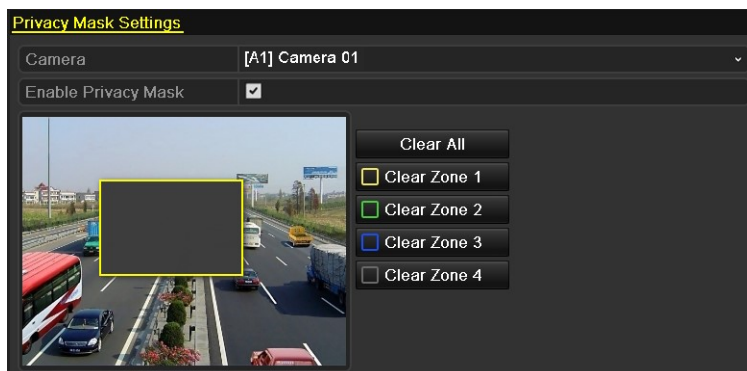 Privacy Mask Settings
Camera [A1] Camera 01
Enable Privacy Mask
Clear All
Clear Zone 1
Clear Zone 2
Clear Zone 3
Clear Zone 4